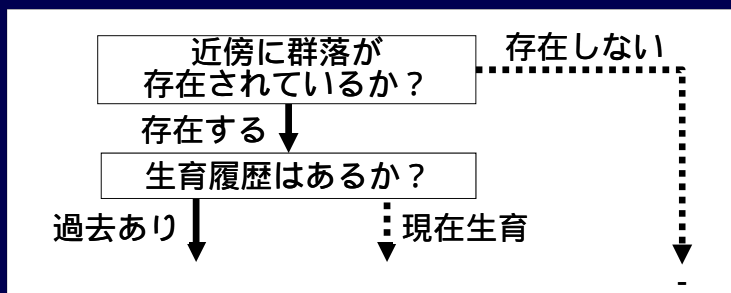 近傍に群落が
存在されているか？
存在しない
存在する
生育履歴はあるか？
過去あり
現在生育
-